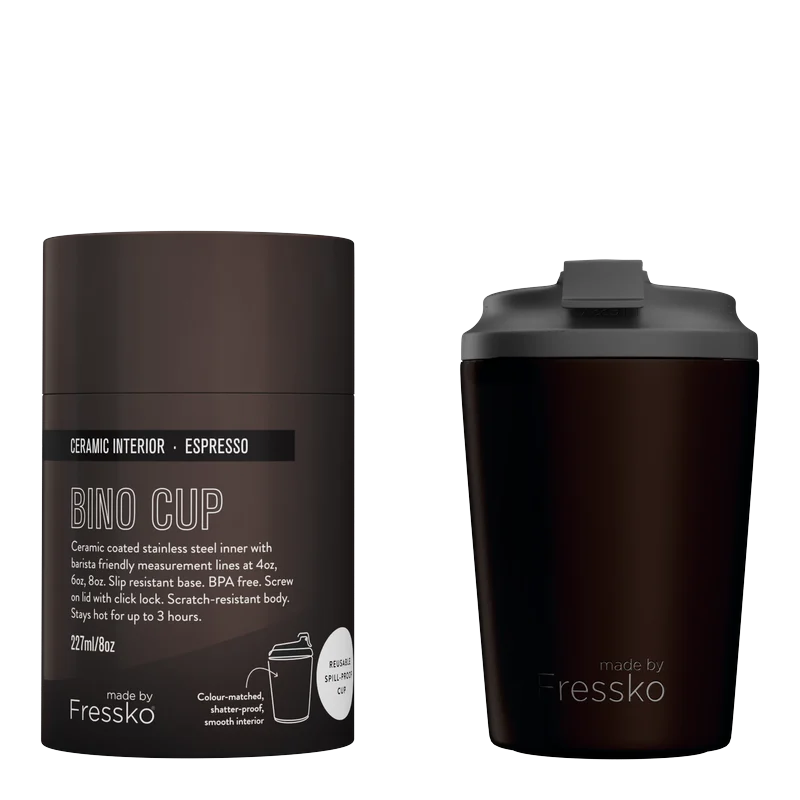 CERAMIC INTERIOR · ESPRESSO
BINO CUP
Ceramic coated stainless steel inner with
barista friendly measurement lines at 4oz,
6oz, 8oz. Slip resistant base. BPA free. Screw
on lid with click lock. Scratch-resistant body.
Stays hot for up to 3 hours.
227ml/8oz
REUSABLE
SPILL-PROOF
CUP
Colour-matched,
shatter-proof,
smooth interior
made by
Fressko
made by
Fressko